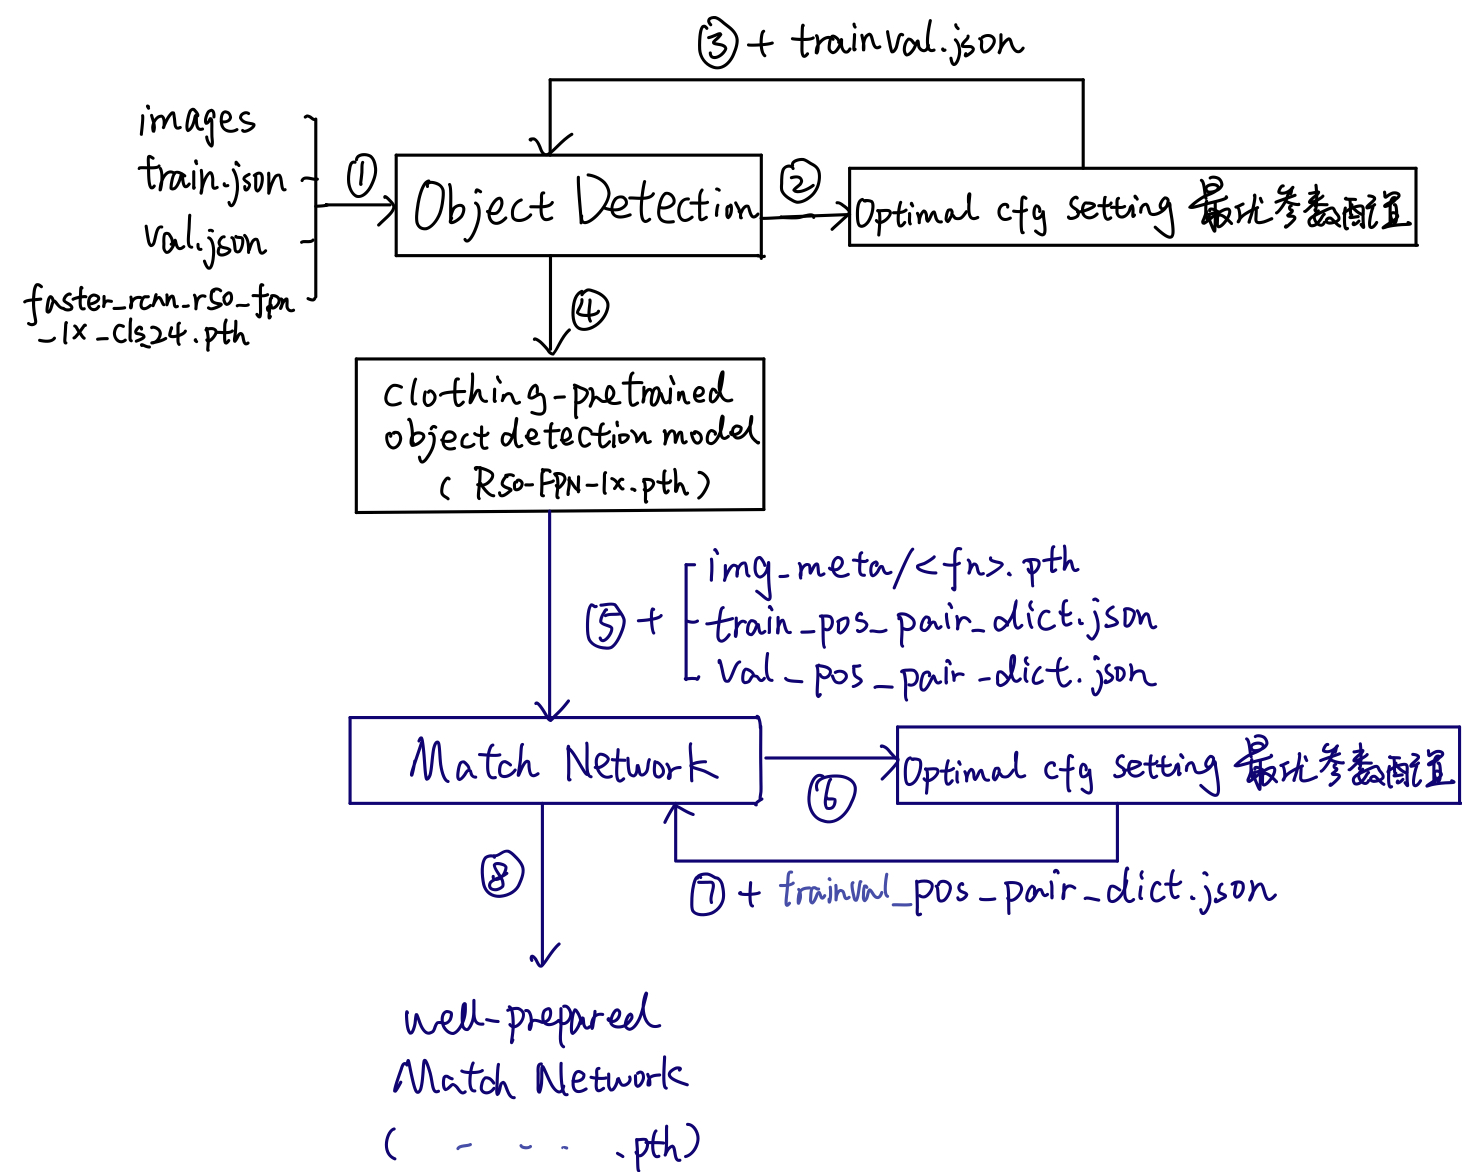 ③ + trainval.json
images
train.json
val.json
faster_rcnn_r50_fpn
_1x_cls24.pth
①
Object Detection
②
Optimal cfg setting 最优参数配置
④
clothing-pretrained
object detection model
( R50-FPN-1x.pth )
⑤ +
img_meta/<fn>.pth
train_pos_pair_dict.json
val_pos_pair_dict.json
Match Network
⑥
Optimal cfg setting 最优参数配置
⑦ + trainval_pos_pair_dict.json
⑧
well-prepared
Match Network
( - - - .pth)